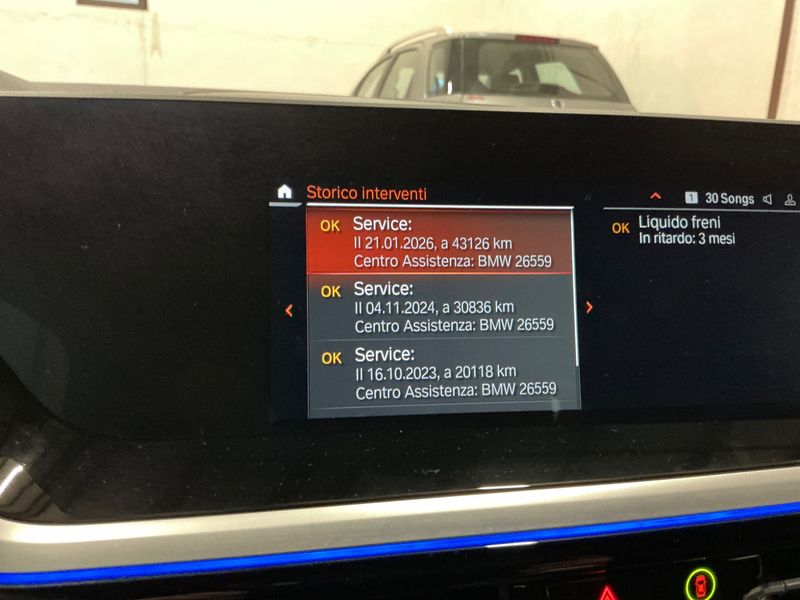 Storico interventi
1 30 Songs
OK Service:
Il 21.01.2026, a 43126 km
Centro Assistenza: BMW 26559
OK Service:
Il 04.11.2024, a 30836 km
Centro Assistenza: BMW 26559
OK Service:
Il 16.10.2023, a 20118 km
Centro Assistenza: BMW 26559
OK Liquido freni
In ritardo: 3 mesi